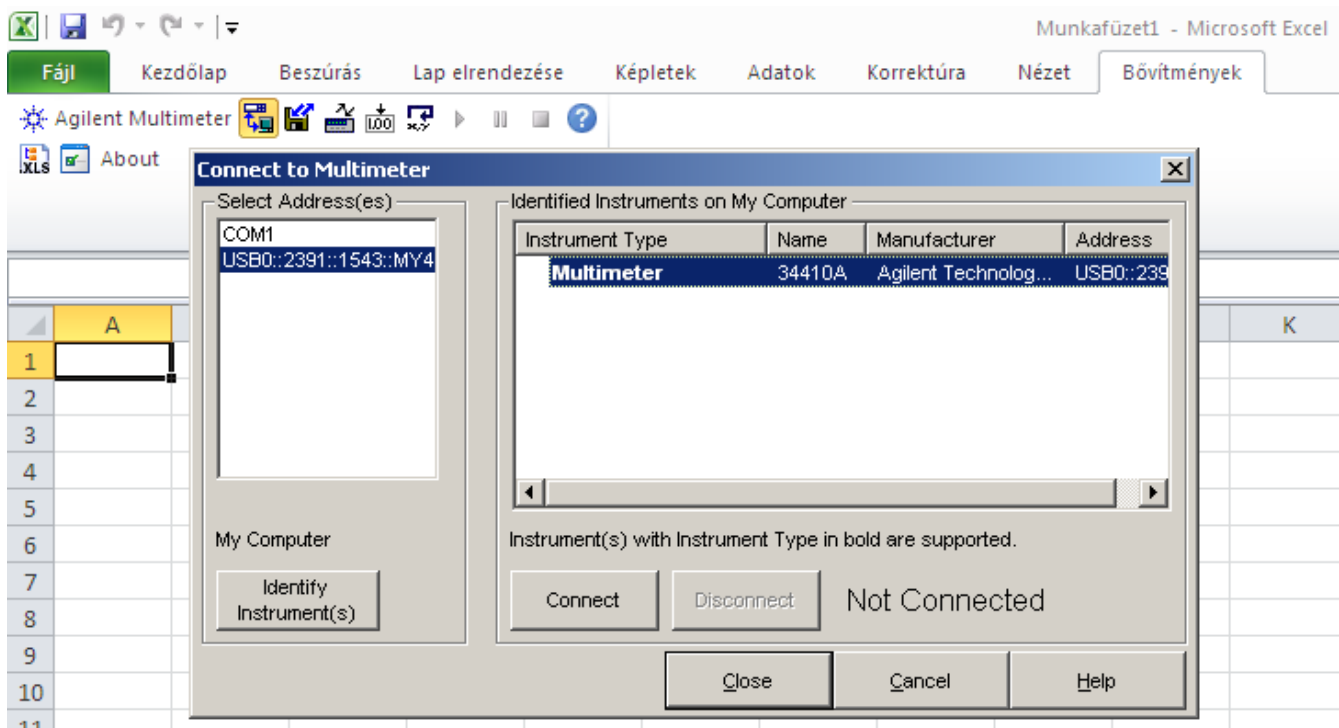 Munkafüzet1 - Microsoft Excel
Fájl Kezdőlap Beszúrás Lap elrendezése Képletek Adatok Korrektúra Nézet Bővítmények
Agilent Multimeter 1.00 x,y ?
XLS About
Connect to Multimeter
Select Address(es)
COM1
USB0::2391::1543::MY4
My Computer
Identify
Instrument(s)
Identified Instruments on My Computer
Instrument Type Name Manufacturer Address
Multimeter 34410A Agilent Technolog... USB0::239
Instrument(s) with Instrument Type in bold are supported.
Connect Disconnect Not Connected
Close Cancel Help
A K
1
2
3
4
5
6
7
8
9
10
11